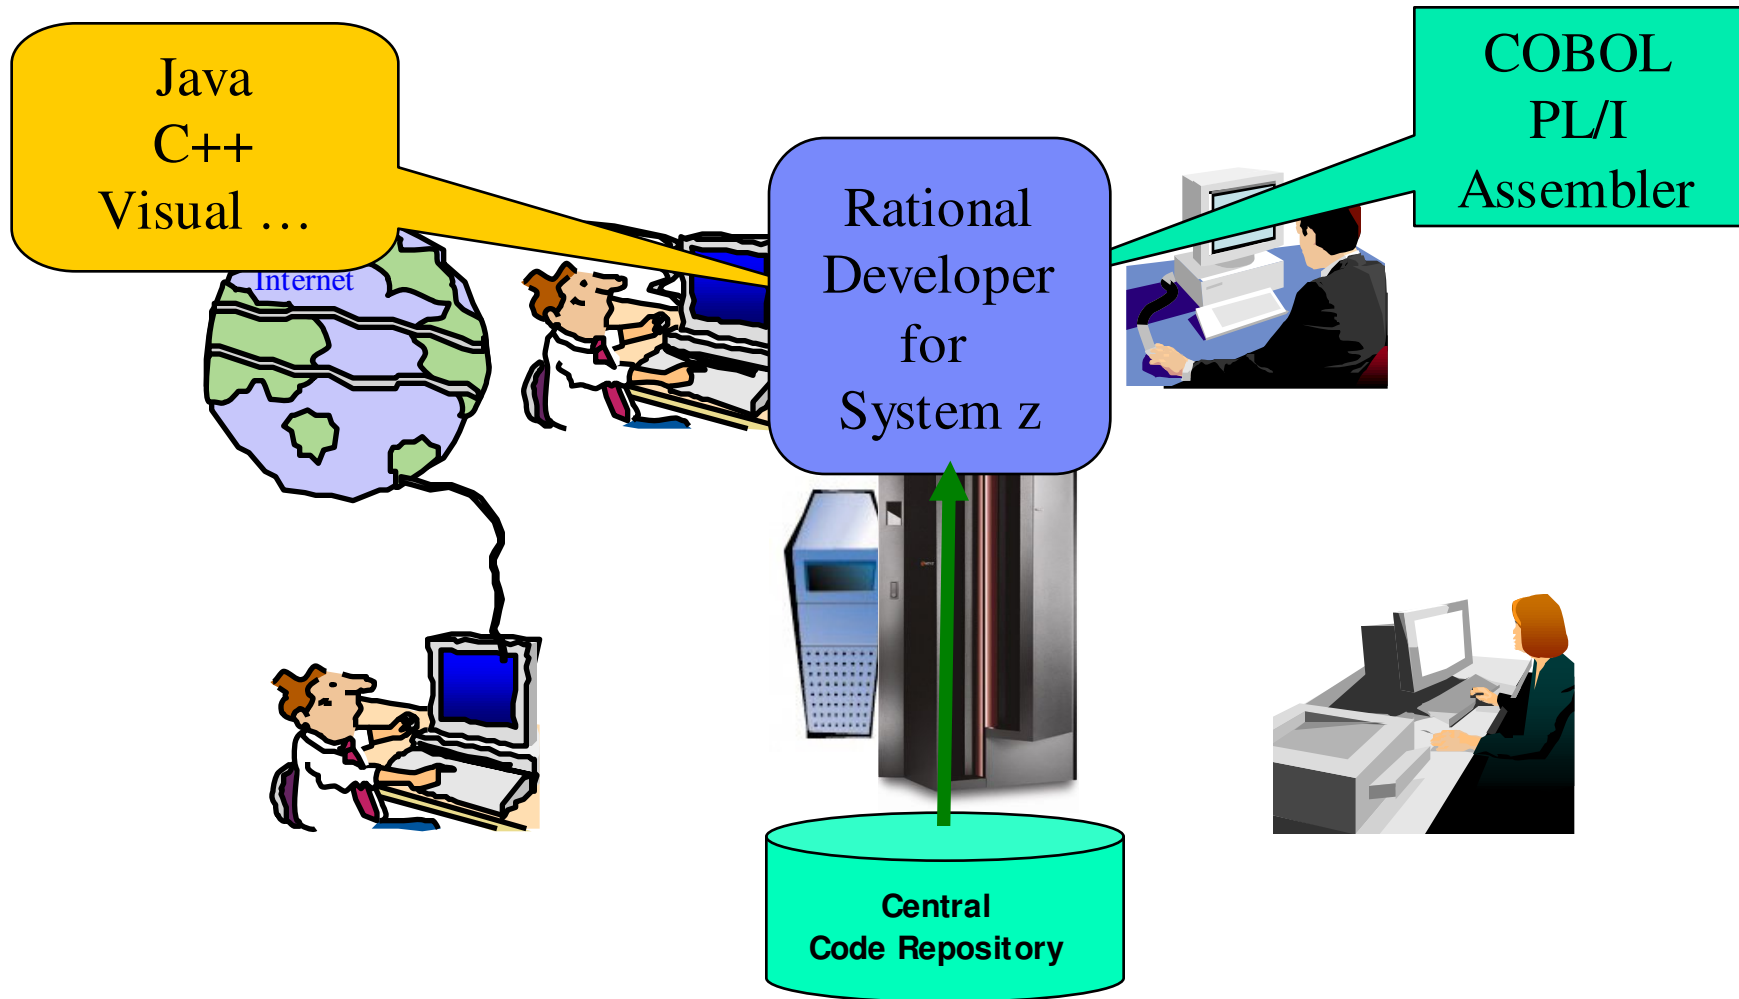 Java
C++
Visual …
COBOL
PL/I
Assembler
Internet
Rational
Developer
for
System z
Central
Code Repository